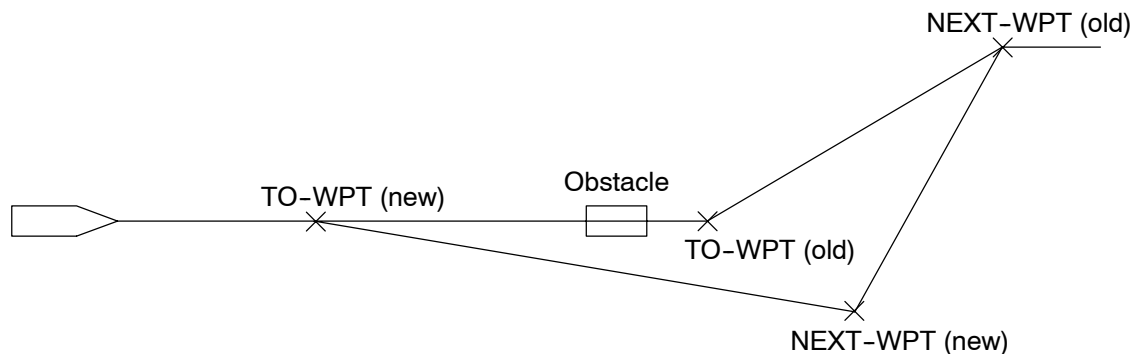 NEXT-WPT (old)
Obstacle
TO-WPT (new)
TO-WPT (old)
NEXT-WPT (new)